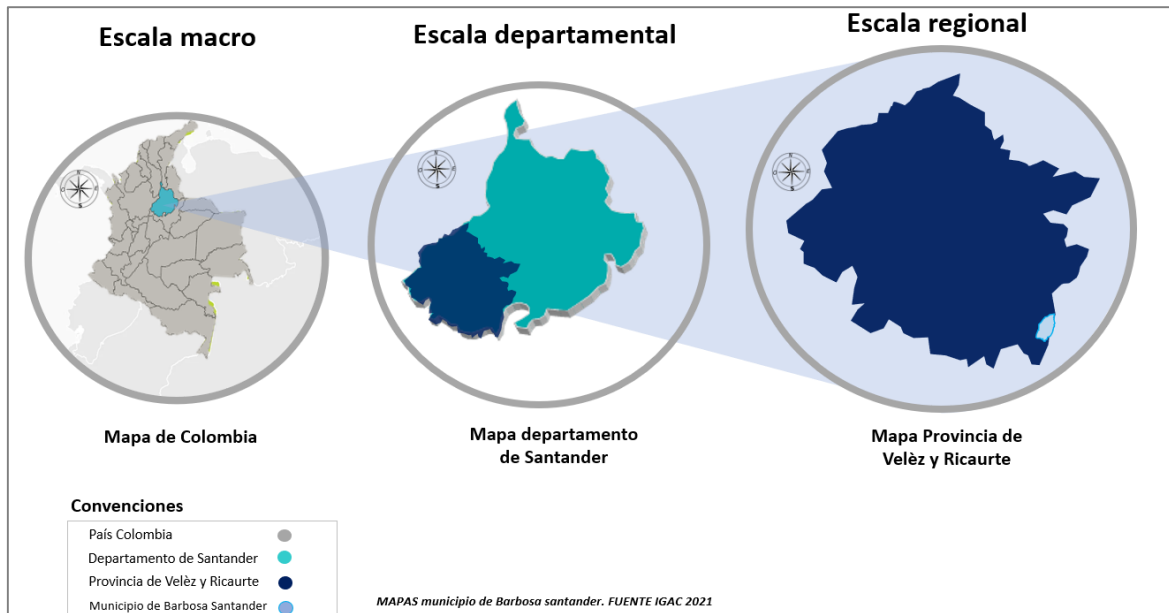 Escala macro
Escala departamental
Escala regional
Mapa de Colombia
Mapa departamento
de Santander
Mapa Provincia de
Velèz y Ricaurte
Convenciones
País Colombia
Departamento de Santander
Provincia de Velèz y Ricaurte
Municipio de Barbosa Santander
MAPAS municipio de Barbosa santander. FUENTE IGAC 2021